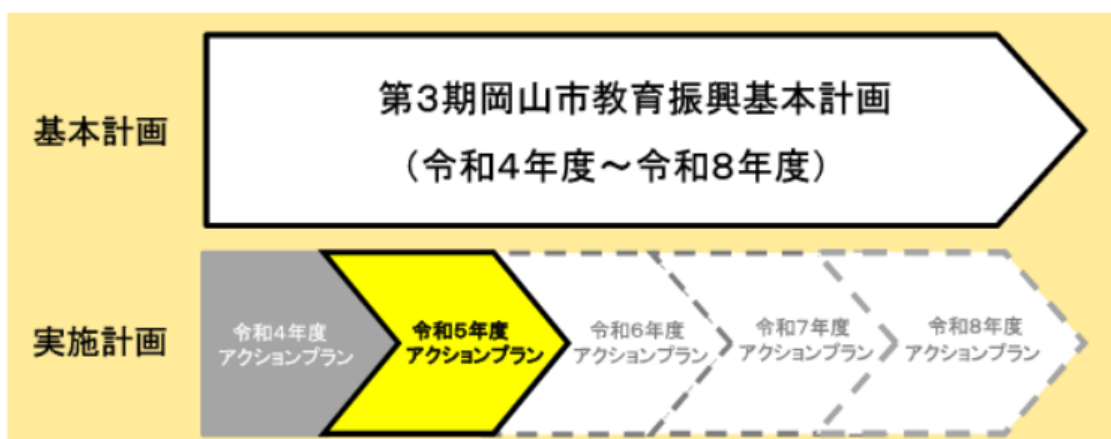 基本計画
第3期岡山市教育振興基本計画
（令和4年度～令和8年度）
実施計画
令和4年度
アクションプラン
令和5年度
アクションプラン
令和6年度
アクションプラン
令和7年度
アクションプラン
令和8年度
アクションプラン